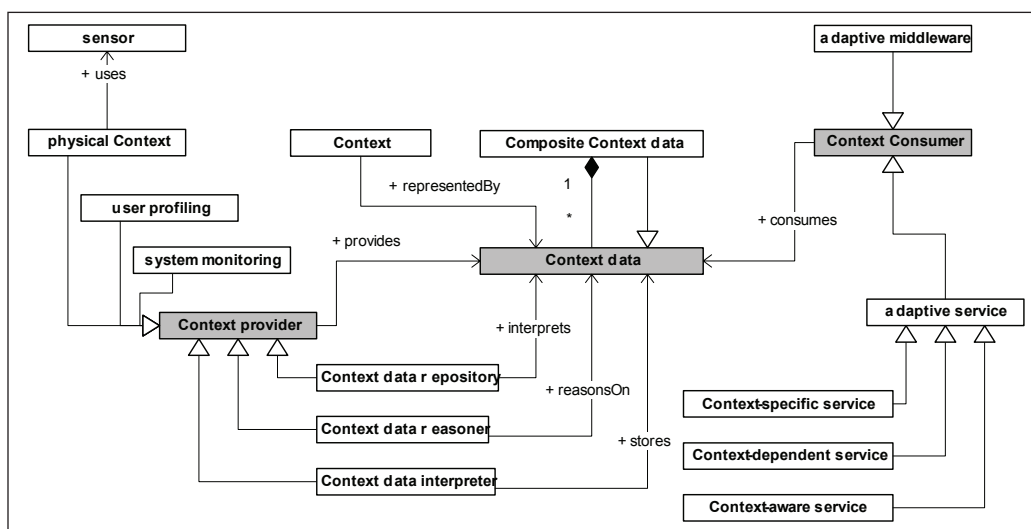 sensor
adaptive middleware
+ uses
physical Context
Context
Composite Context data
Context Consumer
+ representedBy
1
user profiling
*
+ consumes
+ provides
system monitoring
Context data
adaptive service
Context provider
+ interprets
Context data r epository
+ reasonsOn
Context-specific service
Context data r easoner
+ stores
Context-dependent service
Context data interpreter
Context-aware service